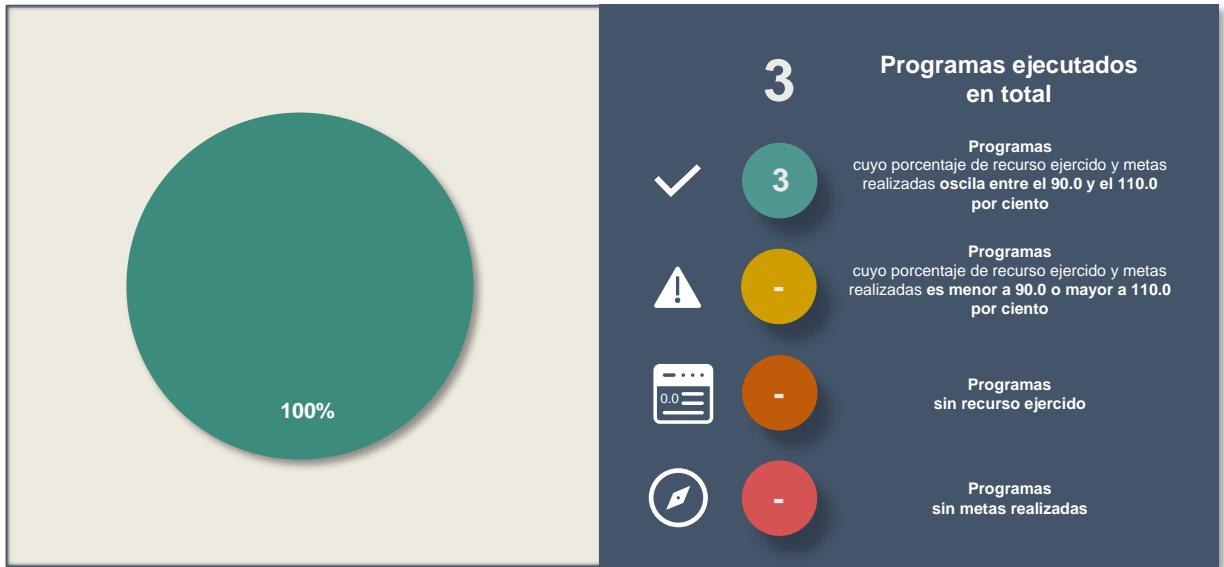 100%
3
Programas ejecutados
en total
3
Programas
cuyo porcentaje de recurso ejercido y metas
realizadas oscila entre el 90.0 y el 110.0
por ciento
-
Programas
cuyo porcentaje de recurso ejercido y metas
realizadas es menor a 90.0 o mayor a 110.0
por ciento
0.0
-
Programas
sin recurso ejercido
-
Programas
sin metas realizadas